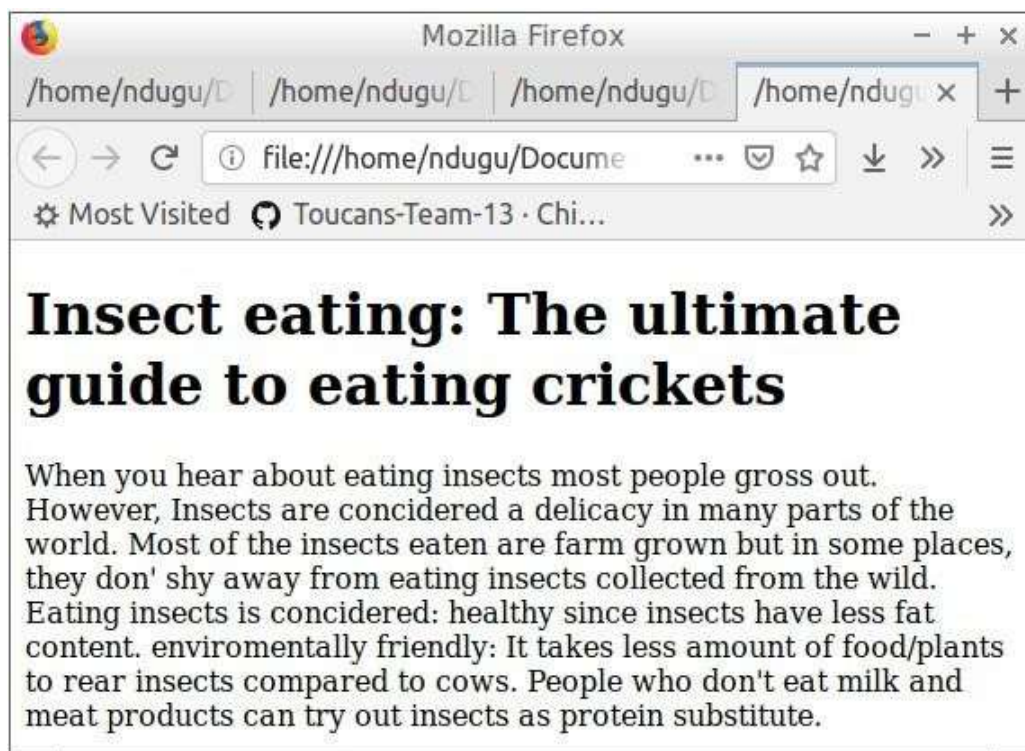 Mozilla Firefox
/home/ndugu/D /home/ndugu/D /home/ndugu/D /home/ndug
file:///home/ndugu/Docume
Most Visited Toucans-Team-13 · Chi…
Insect eating: The ultimate
guide to eating crickets
When you hear about eating insects most people gross out.
However, Insects are concidered a delicacy in many parts of the
world. Most of the insects eaten are farm grown but in some places,
they don' shy away from eating insects collected from the wild.
Eating insects is concidered: healthy since insects have less fat
content. enviromentally friendly: It takes less amount of food/plants
to rear insects compared to cows. People who don't eat milk and
meat products can try out insects as protein substitute.